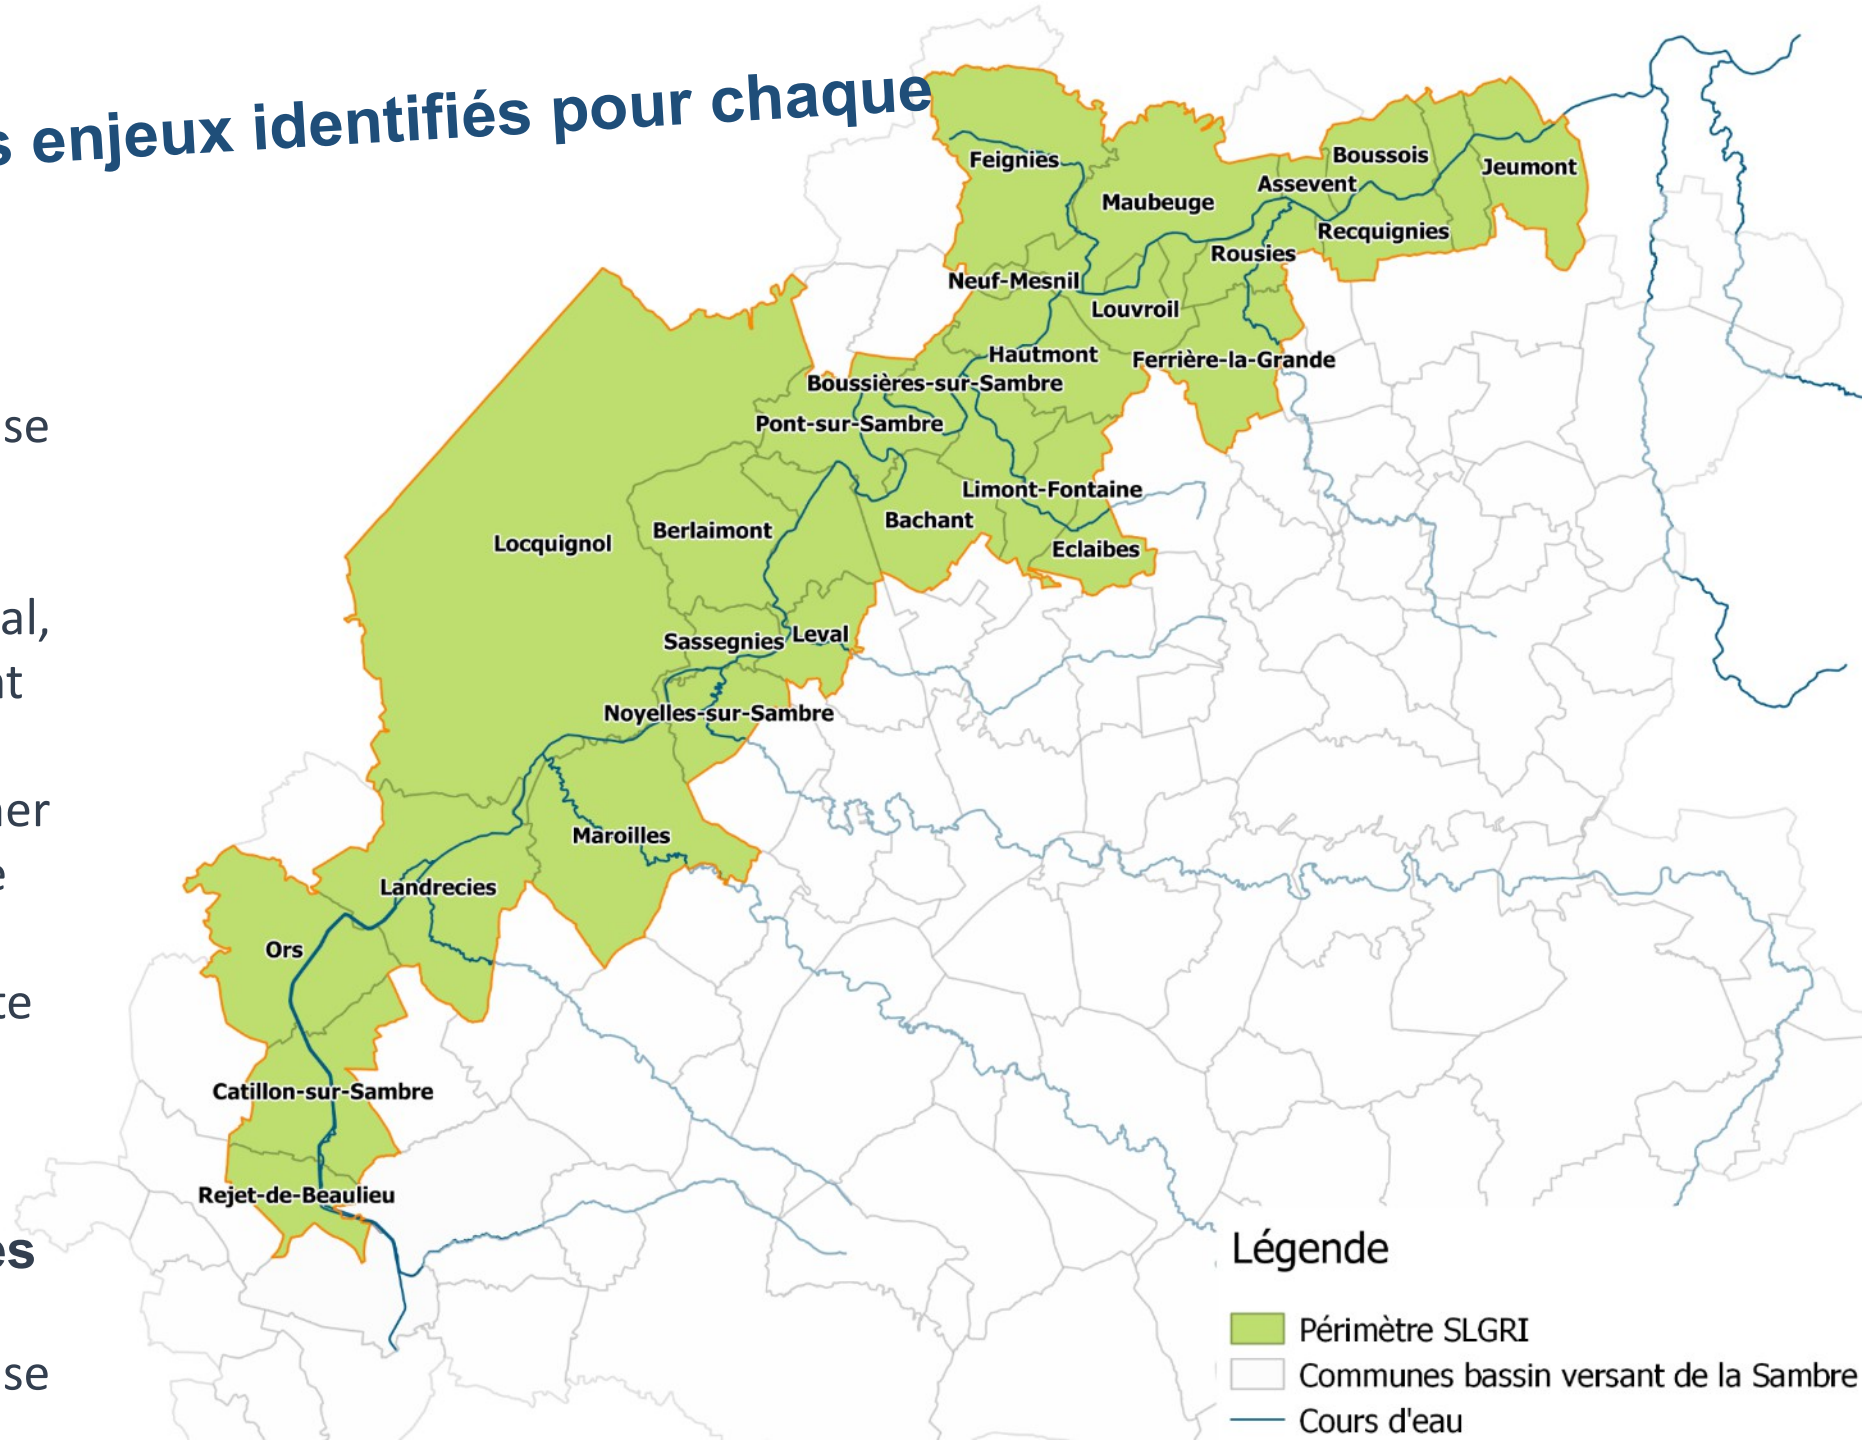 s enjeux identifiés pour chaque
se
al,
nt
ner
e
te
es
se
Feignies
Boussois
Jeumont
Assevent
Maubeuge
Recquignies
Rousies
Neuf-Mesnil
Louvroil
Hautmont
Ferrière-la-Grande
Boussières-sur-Sambre
Pont-sur-Sambre
Limont-Fontaine
Bachant
Berlaimont
Locquignol
Eclaibes
Leval
Sassegnies
Noyelles-sur-Sambre
Maroilles
Landrecies
Ors
Catillon-sur-Sambre
Rejet-de-Beaulieu
Légende
Périmètre SLGRI
Communes bassin versant de la Sambre
Cours d'eau